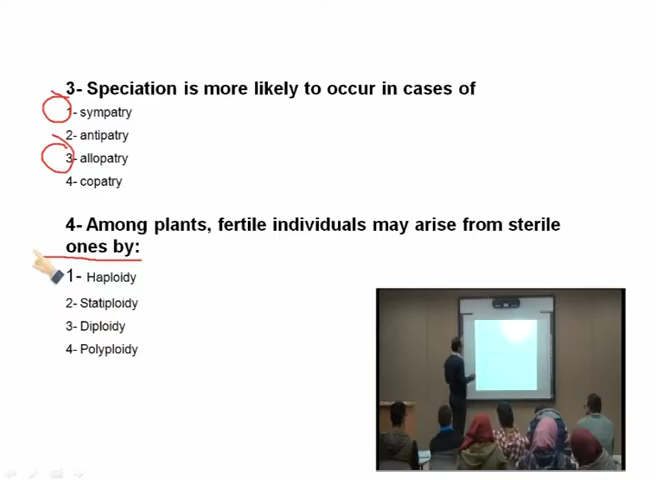 3- Speciation is more likely to occur in cases of
1- sympatry
2- antipatry
3- allopatry
4- copatry
4- Among plants, fertile individuals may arise from sterile
ones by:
1- Haploidy
2- Statiploidy
3- Diploidy
4- Polyploidy